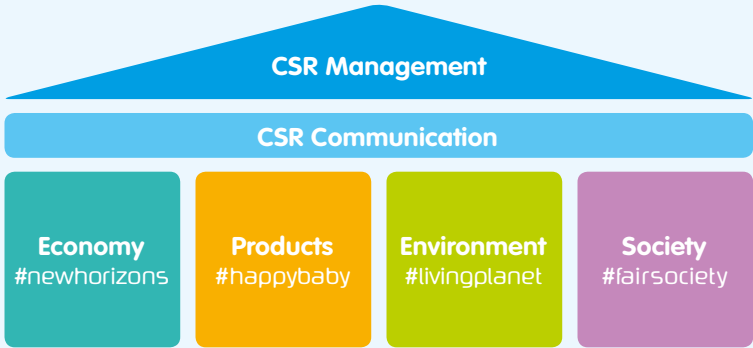 CSR Management
CSR Communication
Economy
#newhorizons
Products
#happybaby
Environment
#livingplanet
Society
#fairsociety